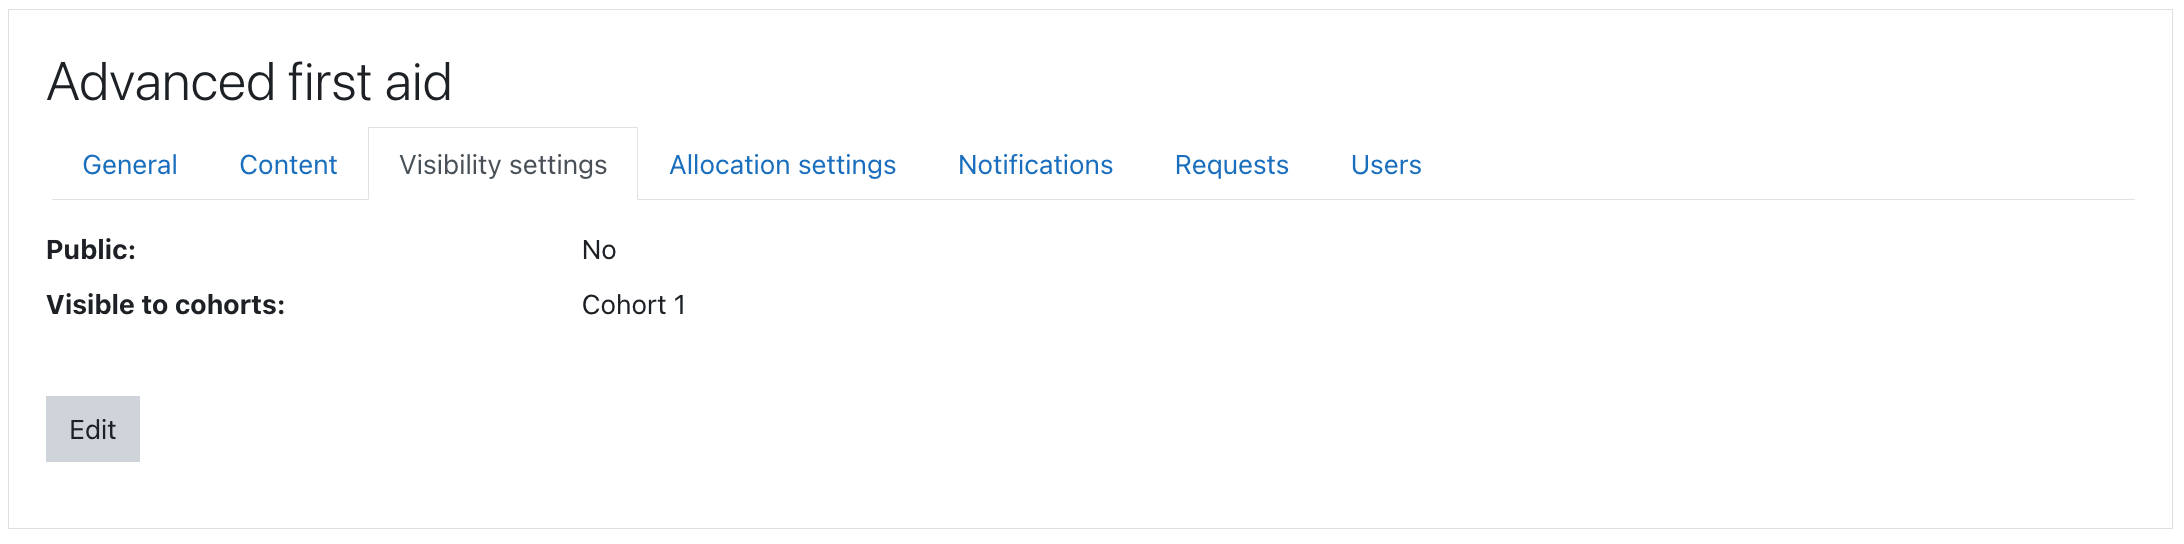 Advanced first aid
General Content Visibility settings Allocation settings Notifications Requests Users
Public: No
Visible to cohorts: Cohort 1
Edit